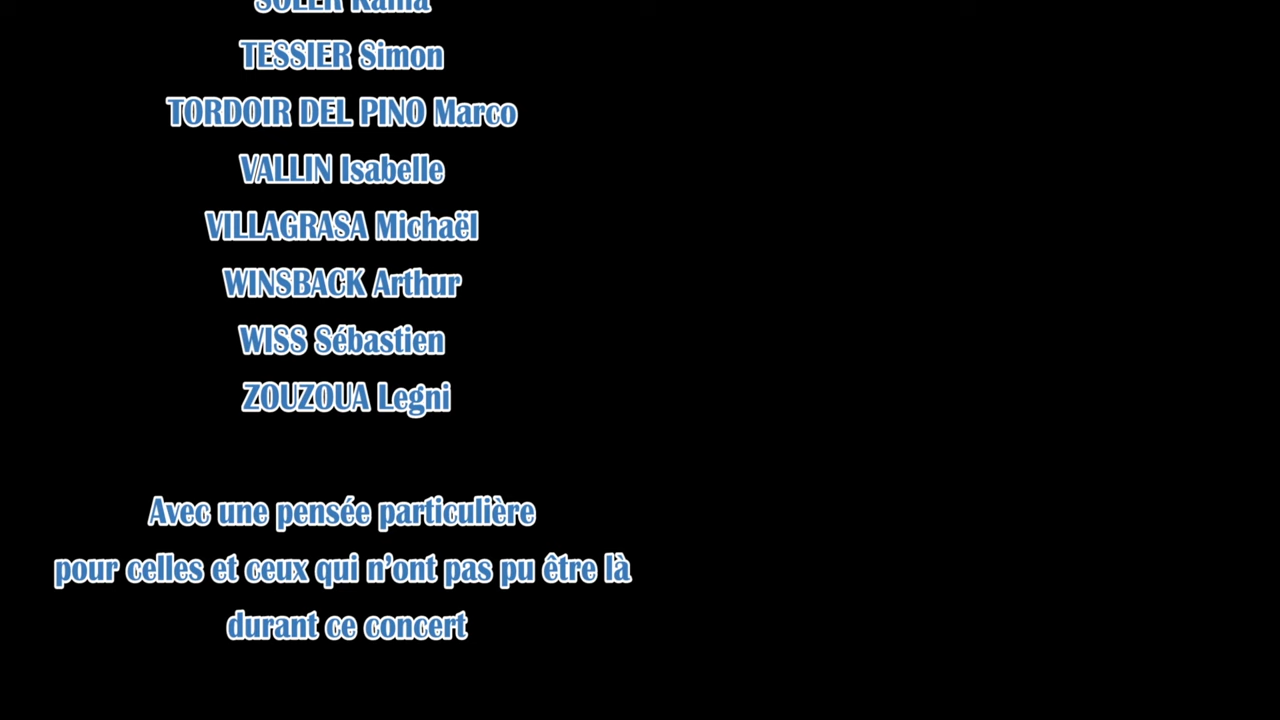 TESSIER Simon
TORDOIR DEL PINO Marco
VALLIN Isabelle
VILLAGRASA Michaël
WINSBACK Arthur
WISS Sébastien
ZOUZOUA Legni
Avec une pensée particulière
pour celles et ceux qui n’ont pas pu être là
durant ce concert